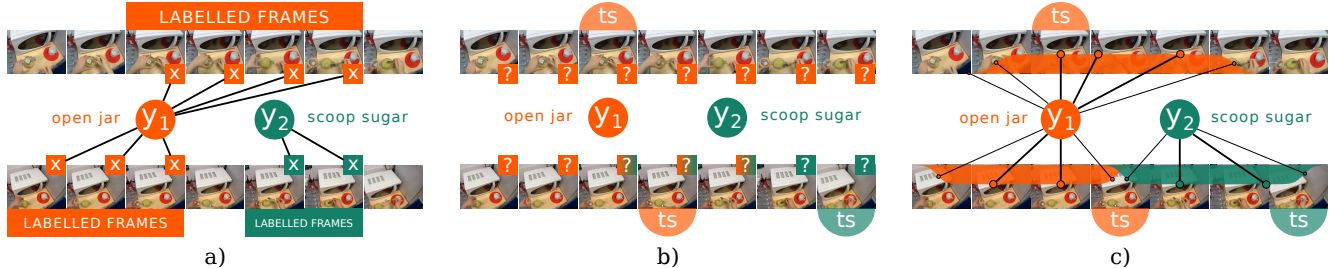 LABELLED FRAMES
x x x x
open jar y1 y2 scoop sugar
x x x x x
LABELLED FRAMES LABELLED FRAMES
a)
ts
? ? ? ? ? ? ?
open jar y1 y2 scoop sugar
? ? ? ? ? ? ?
ts ts
b)
ts
open jar y1 y2 scoop sugar
ts ts
c)